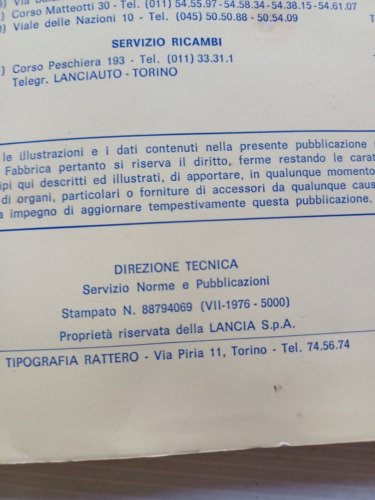 ) Corso Matteotti 30 - Tel. (011) 54.55.97-54.58.34 - 54.38.15 - 54.61.07
) Viale delle Nazioni 10 - Tel. (045) 50.50.88 - 50.54.09
SERVIZIO RICAMBI
) Corso Peschiera 193 - Tel. (011) 33.31.1
Telegr. LANCIAUTO - TORINO
le illustrazioni e i dati contenuti nella presente pubblicazione
Fabbrica pertanto si riserva il diritto, ferme restando le carat
ipi qui descritti ed illustrati, di apportare, in qualunque momento
di organi, particolari o forniture di accessori da qualunque caus
a impegno di aggiornare tempestivamente questa pubblicazione.
DIREZIONE TECNICA
Servizio Norme e Pubblicazioni
Stampato N. 88794069 (VII-1976 - 5000)
Proprietà riservata della LANCIA S.p.A.
TIPOGRAFIA RATTERO - Via Piria 11, Torino - Tel. 74.56.74